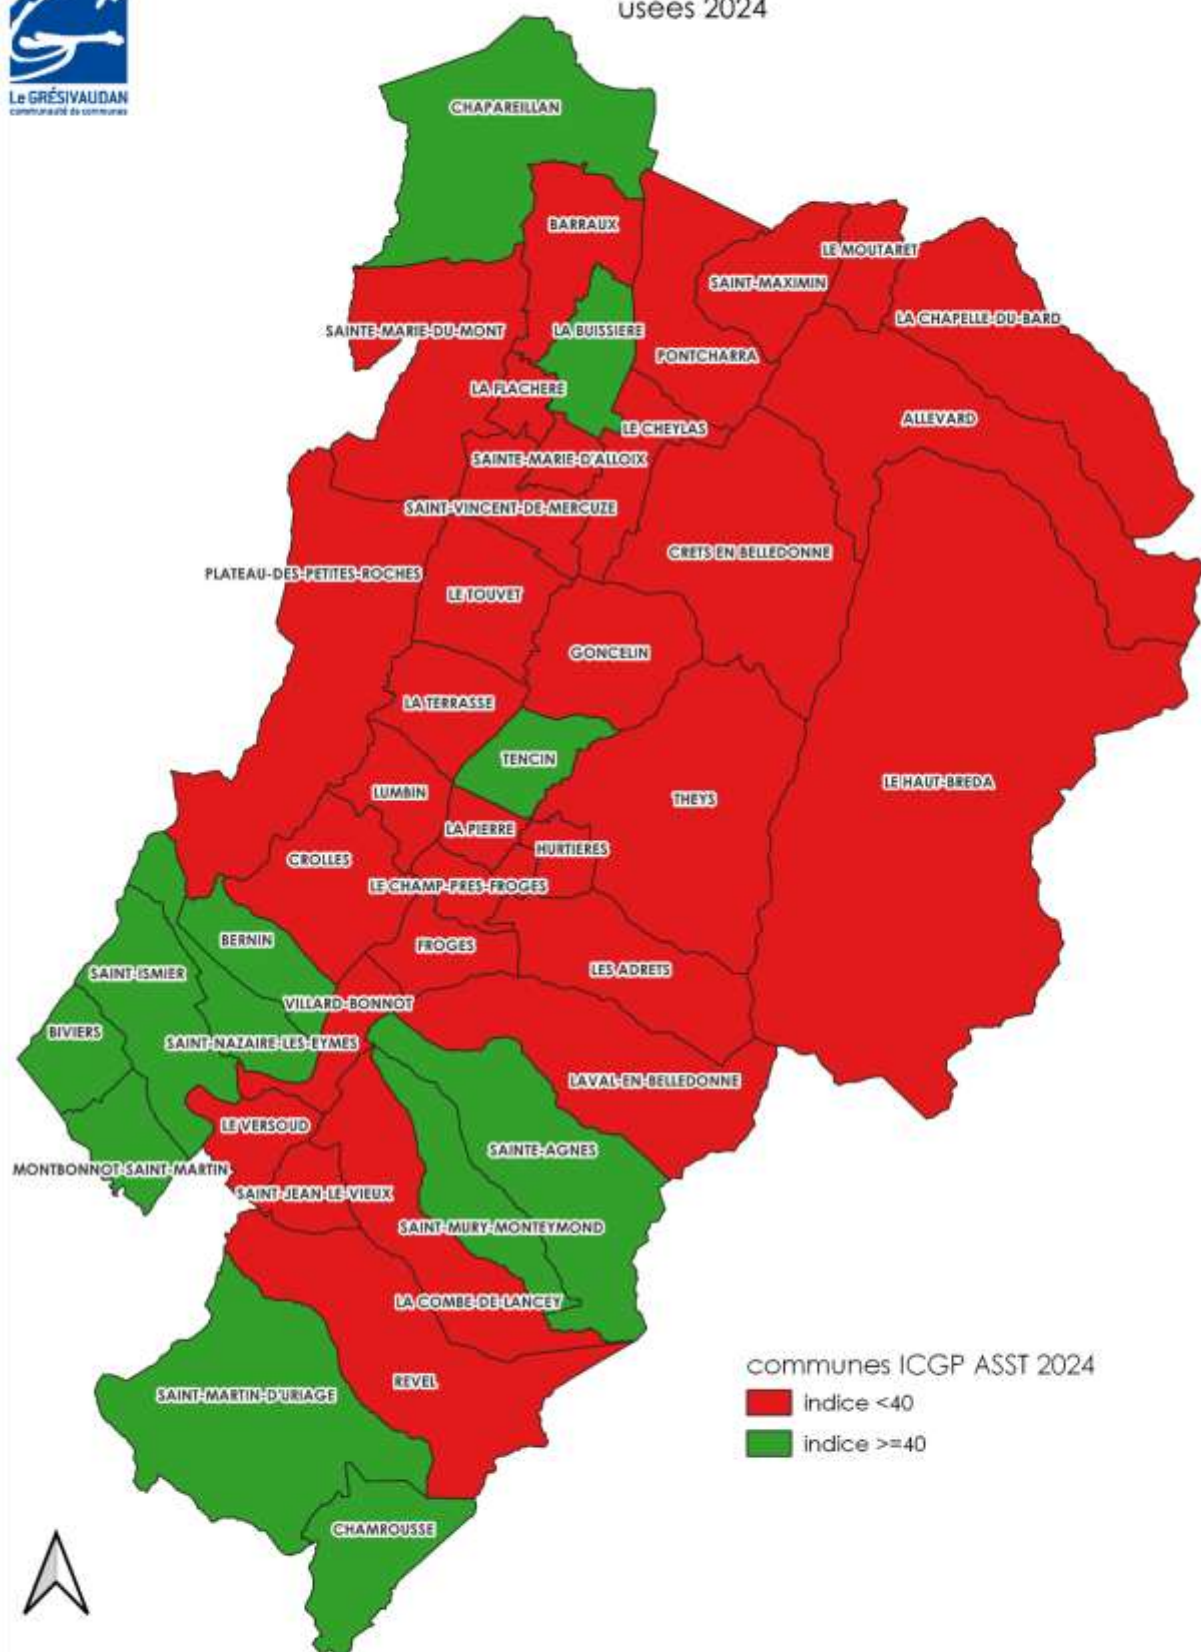 usées 2024
Le GRÉSIVAUDAN
communauté de communes
CHAPAREILLAN
BARRAUX
LE MOUTARET
SAINT-MAXIMIN
LA CHAPELLE-DU-BARD
SAINTE-MARIE-DU-MONT
LA BUISSIERE
PONTCHARRA
LA FLACHERE
ALLEVARD
LE CHEYLAS
SAINTE-MARIE-D'ALLOIX
SAINT-VINCENT-DE-MERCUZE
CRETS EN BELLEDONNE
PLATEAU-DES-PETITES-ROCHES
LE TOUVET
GONCELIN
LA TERRASSE
TENCIN
LE HAUT-BREDA
LUMBIN
THEYS
LA PIERRE
HURTIERES
CROLLES
LE CHAMP-PRES-FROGES
BERNIN
FROGES
LES ADRETS
SAINT-ISMIER
VILLARD-BONNOT
BIVIERS
SAINT-NAZAIRE-LES-EYMES
LAVAL-EN-BELLEDONNE
LE VERSOUD
SAINTE-AGNES
MONTBONNOT-SAINT-MARTIN
SAINT-JEAN-LE-VIEUX
SAINT-MURY-MONTEYMOND
LA COMBE-DE-LANCEY
REVEL
SAINT-MARTIN-D'URIAGE
CHAMROUSSE
communes ICGP ASST 2024
indice <40
indice >=40